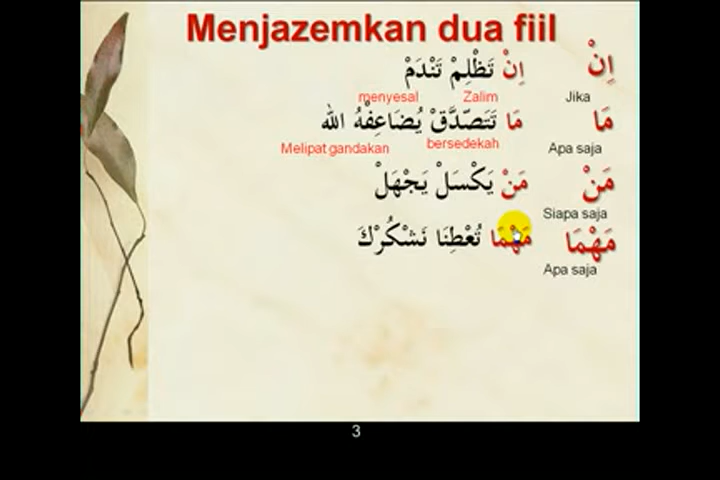 Menjazemkan dua fiil
اِنْ اِنْ تَظْلِمْ تَنْدَمْ
Jika Zalim menyesal
مَا مَا تَتَصَدَّقْ يُضَاعِفْهُ الله
Apa saja bersedekah Melipat gandakan
مَنْ مَنْ يَكْسَلْ يَجْهَلْ
Siapa saja
مَهْمَا مَهْمَا تُعْطِنَا نَشْكُرْكَ
Apa saja
3